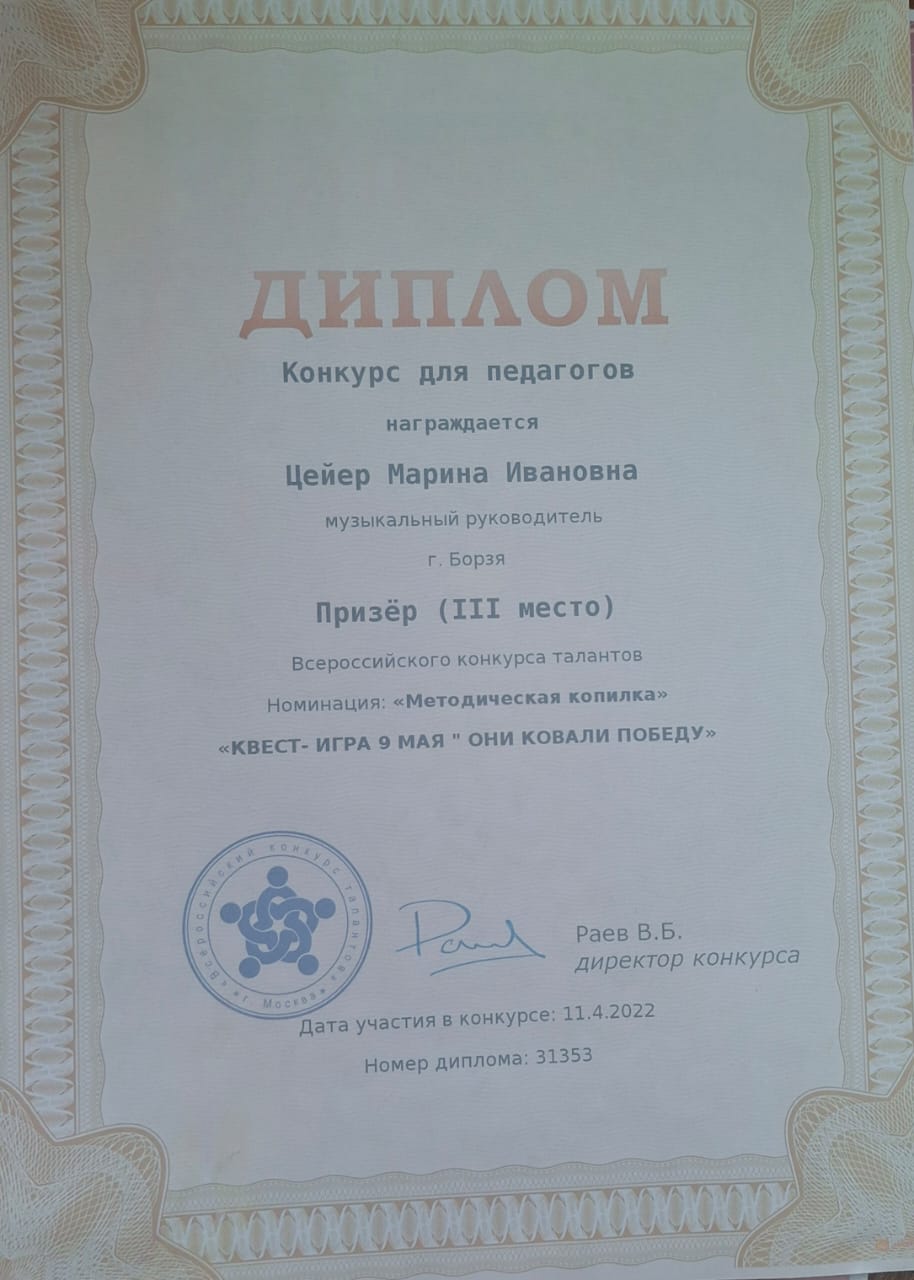 ДИПЛОМ
Конкурс для педагогов
награждается
Цейер Марина Ивановна
музыкальный руководитель
г. Борзя
Призёр (III место)
Всероссийского конкурса талантов
Номинация: «Методическая копилка»
«КВЕСТ- ИГРА 9 МАЯ " ОНИ КОВАЛИ ПОБЕДУ»
«Всероссийский конкурс талантов»
«г. Москва»
Раев В.Б.
директор конкурса
Дата участия в конкурсе: 11.4.2022
Номер диплома: 31353